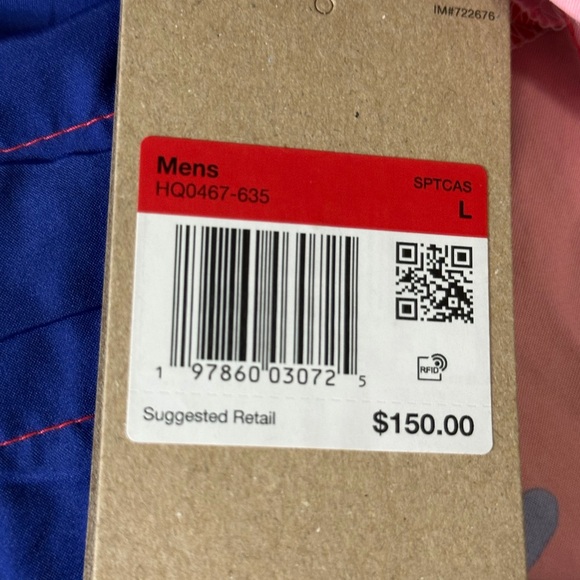 IM#722676
Mens
HQ0467-635
SPTCAS
L
RFID
1 97860 03072 5
Suggested Retail
$150.00